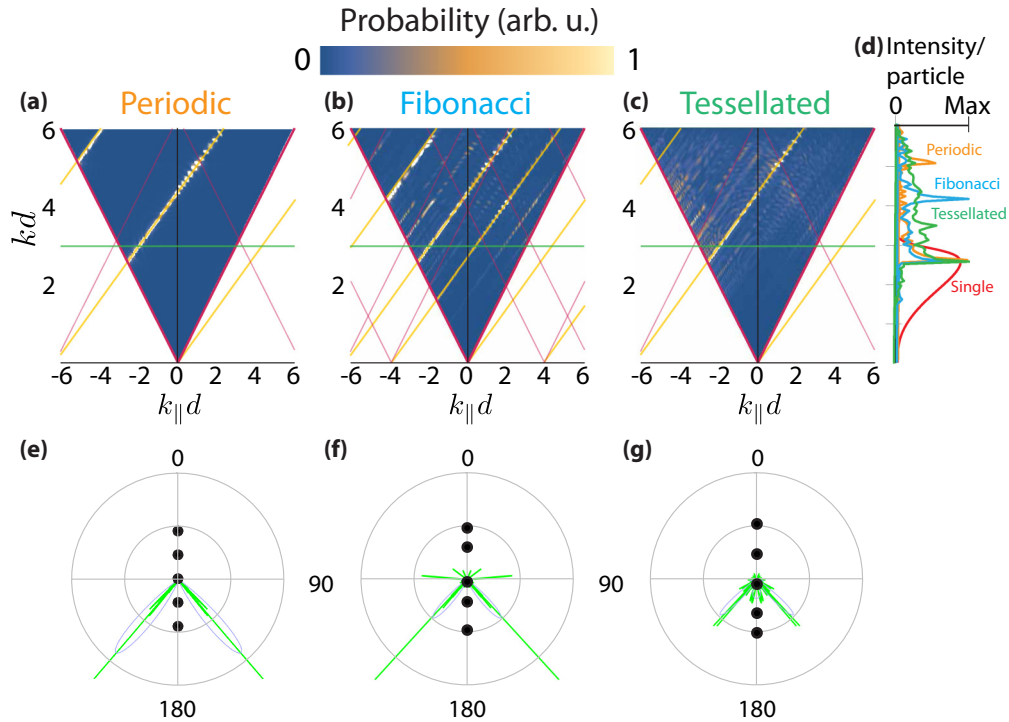 Probability (arb. u.)
0 1
(a) Periodic
(b) Fibonacci
(c) Tessellated
(d) Intensity/
particle
0 Max
kd
6
4
2
-6 -4 -2 0 2 4 6
k∥d
6
4
2
-6 -4 -2 0 2 4 6
k∥d
6
4
2
-6 -4 -2 0 2 4 6
k∥d
Periodic
Fibonacci
Tessellated
Single
(e) 0
90
180
(f) 0
90
180
(g) 0
180